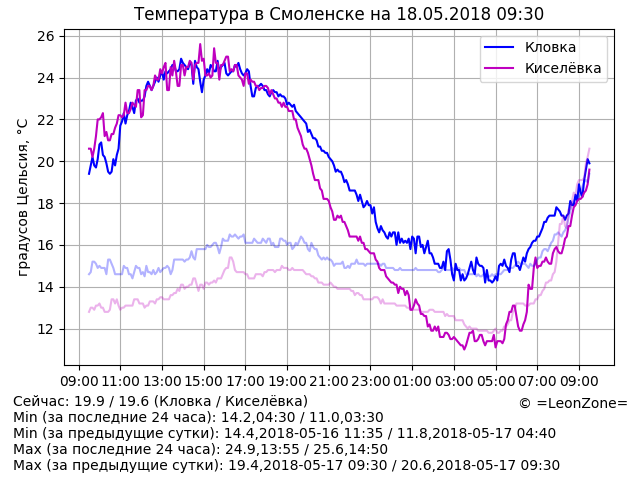 Температура в Смоленске на 18.05.2018 09:30
градусов Цельсия, °C
26
24
22
20
18
16
14
12
Кловка
Киселёвка
09:00 11:00 13:00 15:00 17:00 19:00 21:00 23:00 01:00 03:00 05:00 07:00 09:00
Сейчас: 19.9 / 19.6 (Кловка / Киселёвка)
© =LeonZone=
Min (за последние 24 часа): 14.2,04:30 / 11.0,03:30
Min (за предыдущие сутки): 14.4,2018-05-16 11:35 / 11.8,2018-05-17 04:40
Max (за последние 24 часа): 24.9,13:55 / 25.6,14:50
Max (за предыдущие сутки): 19.4,2018-05-17 09:30 / 20.6,2018-05-17 09:30